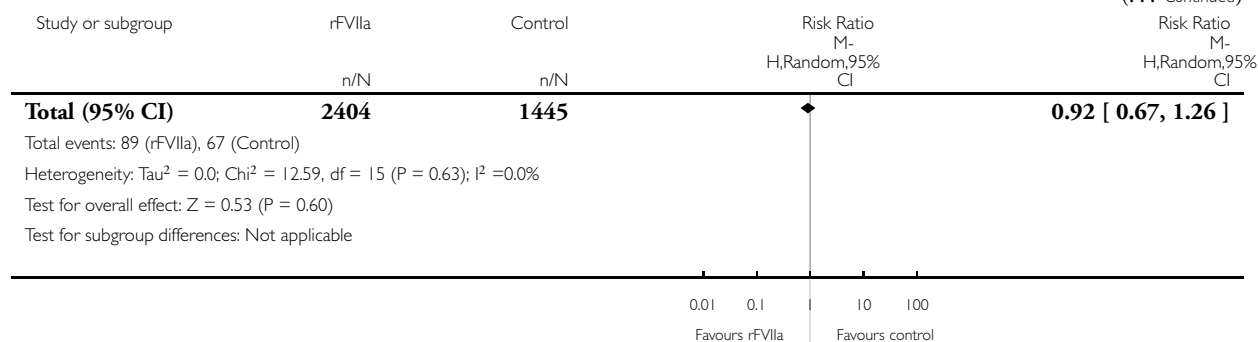 (. . . Continued)
Study or subgroup rFVIIa Control Risk Ratio Risk Ratio
M- M-
H,Random,95% H,Random,95%
n/N n/N CI CI
Total (95% CI) 2404 1445 0.92 [ 0.67, 1.26 ]
Total events: 89 (rFVIIa), 67 (Control)
Heterogeneity: Tau² = 0.0; Chi² = 12.59, df = 15 (P = 0.63); I² =0.0%
Test for overall effect: Z = 0.53 (P = 0.60)
Test for subgroup differences: Not applicable
0.01 0.1 1 10 100
Favours rFVIIa Favours control